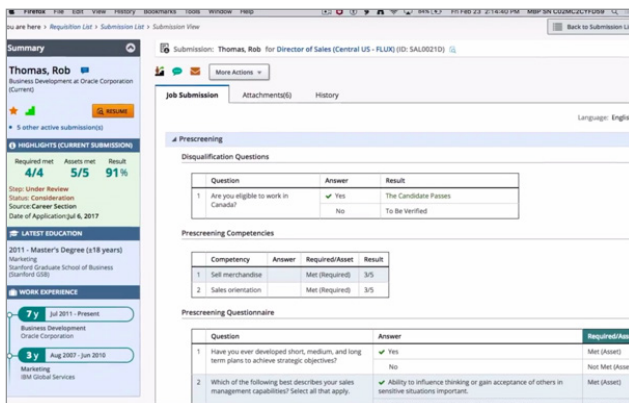 Firefox File Edit View History Bookmarks Tools Window Help
Fri Feb 23 2:14:40 PM
ou are here > Requisition List > Submission List > Submission View
Back to Submission Li
Summary
Submission: Thomas, Rob for Director of Sales (Central US - FLUX) (ID: SAL0021D)
Thomas, Rob
Business Development at Oracle Corporation
(Current)
RESUME
5 other active submission(s)
HIGHLIGHTS (CURRENT SUBMISSION)
Required met Assets met Result
4/4 5/5 91%
Step: Under Review
Status: Consideration
Source:Career Section
Date of Application:Jul 6, 2017
LATEST EDUCATION
2011 - Master's Degree (±18 years)
Marketing
Stanford Graduate School of Business
(Stanford GSB)
WORK EXPERIENCE
7 y Jul 2011 - Present
Business Development
Oracle Corporation
3 y Aug 2007 - Jun 2010
Marketing
IBM Global Services
More Actions
Job Submission Attachments(6) History
Language: Englis
Prescreening
Disqualification Questions
Question Answer Result
1 Are you eligible to work in Canada? Yes The Candidate Passes
No To Be Verified
Prescreening Competencies
Competency Answer Required/Asset Result
1 Sell merchandise Met (Required) 3/5
2 Sales orientation Met (Required) 3/5
Prescreening Questionnaire
Question Answer Required/Ass
1 Have you ever developed short, medium, and long
term plans to achieve strategic objectives?
Yes Met (Asset)
No Not Met (Asse
2 Which of the following best describes your sales
management capabilities? Select all that apply.
Ability to influence thinking or gain acceptance of others in
sensitive situations important.
Met (Asset)